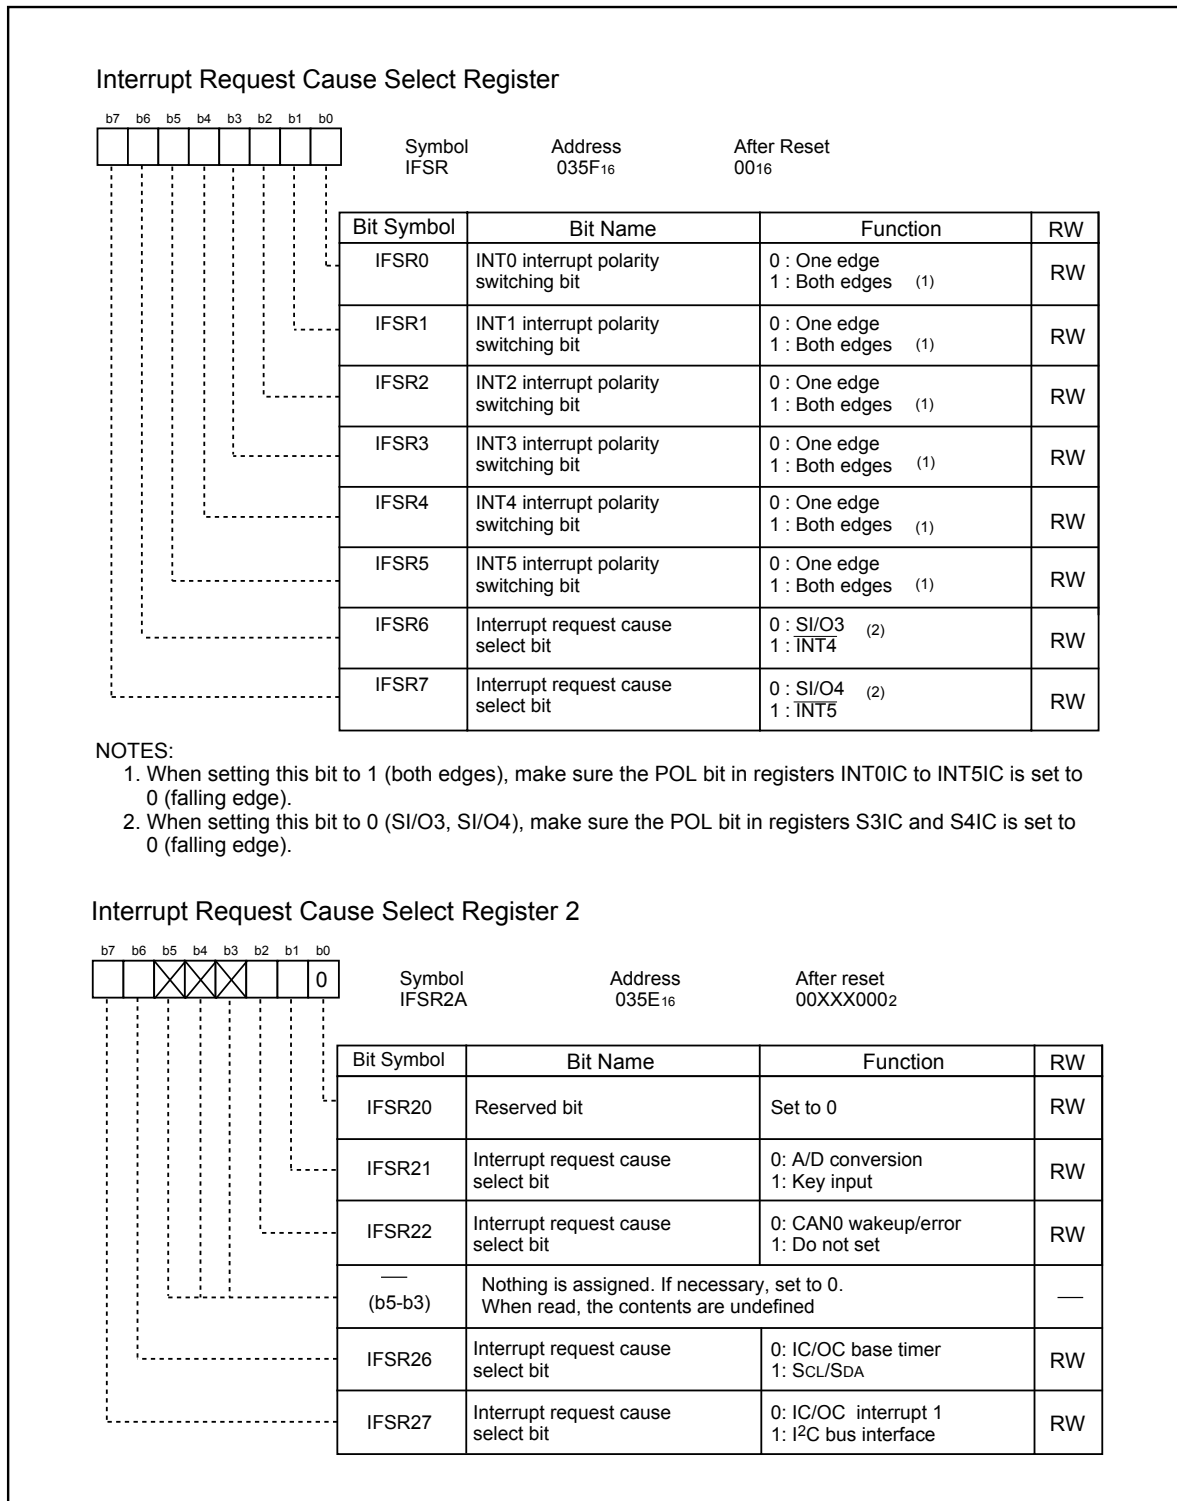 Interrupt Request Cause Select Register
b7 b6 b5 b4 b3 b2 b1 b0
Symbol Address After Reset
IFSR 035F16 0016
Bit Symbol Bit Name Function RW
IFSR0 INT0 interrupt polarity 0 : One edge
switching bit 1 : Both edges (1) RW
IFSR1 INT1 interrupt polarity 0 : One edge
switching bit 1 : Both edges (1) RW
IFSR2 INT2 interrupt polarity 0 : One edge
switching bit 1 : Both edges (1) RW
IFSR3 INT3 interrupt polarity 0 : One edge
switching bit 1 : Both edges (1) RW
IFSR4 INT4 interrupt polarity 0 : One edge
switching bit 1 : Both edges (1) RW
IFSR5 INT5 interrupt polarity 0 : One edge
switching bit 1 : Both edges (1) RW
IFSR6 Interrupt request cause 0 : SI/O3 (2)
select bit 1 : INT4 RW
IFSR7 Interrupt request cause 0 : SI/O4 (2)
select bit 1 : INT5 RW
NOTES:
1. When setting this bit to 1 (both edges), make sure the POL bit in registers INT0IC to INT5IC is set to
0 (falling edge).
2. When setting this bit to 0 (SI/O3, SI/O4), make sure the POL bit in registers S3IC and S4IC is set to
0 (falling edge).
Interrupt Request Cause Select Register 2
b7 b6 b5 b4 b3 b2 b1 b0
0
Symbol Address After reset
IFSR2A 035E16 00XXX0002
Bit Symbol Bit Name Function RW
IFSR20 Reserved bit Set to 0 RW
IFSR21 Interrupt request cause 0: A/D conversion
select bit 1: Key input RW
IFSR22 Interrupt request cause 0: CAN0 wakeup/error
select bit 1: Do not set RW
— Nothing is assigned. If necessary, set to 0.
(b5-b3) When read, the contents are undefined —
IFSR26 Interrupt request cause 0: IC/OC base timer
select bit 1: SCL/SDA RW
IFSR27 Interrupt request cause 0: IC/OC interrupt 1
select bit 1: I2C bus interface RW